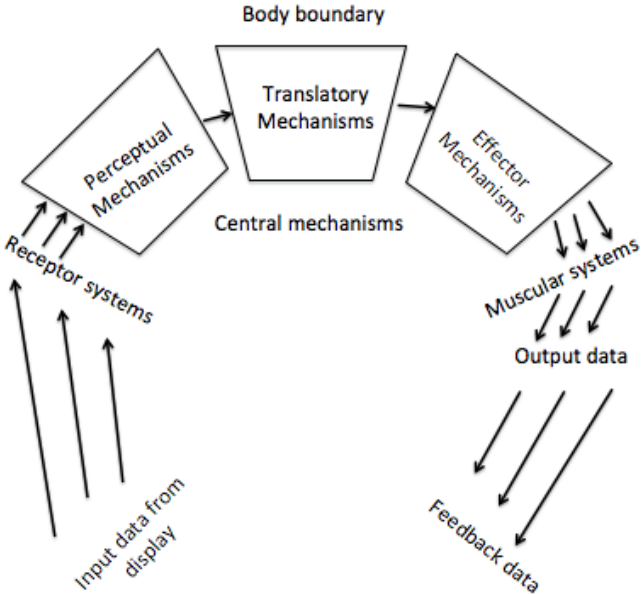 Body boundary
Translatory
Mechanisms
Perceptual
Mechanisms
Effector
Mechanisms
Central mechanisms
Receptor systems
Muscular systems
Output data
Input data from
display
Feedback data